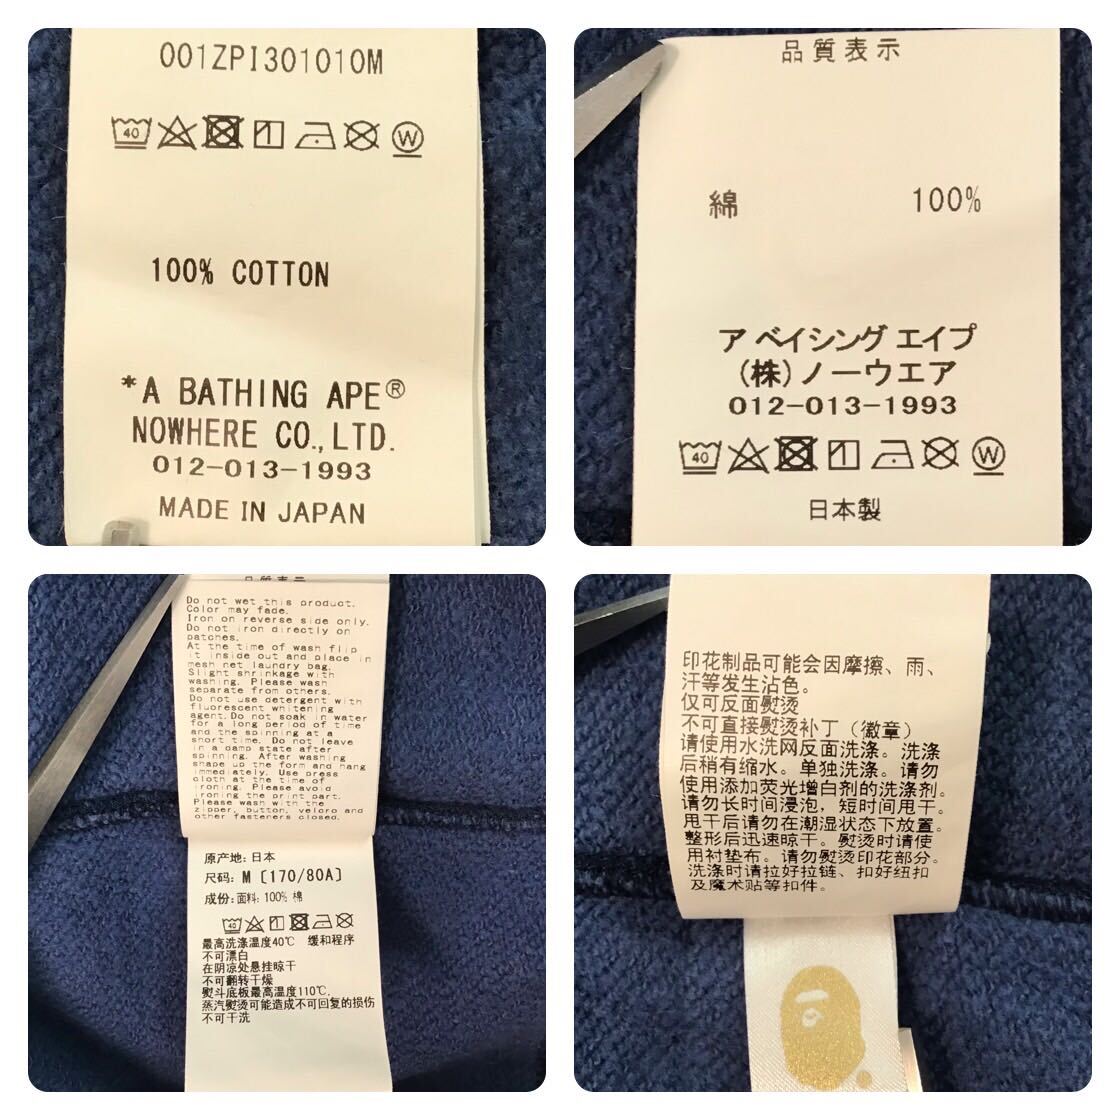 001ZPI301010M
40
1
W
100% COTTON
*A BATHING APE®
NOWHERE CO.,LTD.
012-013-1993
MADE IN JAPAN
品質表示
綿 100%
ア ベイシング エイプ
(株)ノーウエア
012-013-1993
40
1
W
日本製
品質表示
Do not wet this product.
Color may fade.
Iron on reverse side only.
Do not iron directly on
patches.
At the time of wash flip
it inside out and place in
mesh net laundry bag.
Slight shrinkage with
washing. Please wash
separate from others.
Do not use detergent with
fluorescent whitening
agent.Do not soak in water
for a long period of time
and the spinning at a
short time. Do not leave
in a damp state after
spinning. After washing
shape up the form and hang
immediately. Use press
cloth at the time of
ironing. Please avoid
ironing the print part.
Please wash with the
zipper, button, velcro and
other fasteners closed.
原产地: 日本
尺码: M [170/80A]
成份: 面料: 100% 棉
40
最高洗涤温度40℃ 缓和程序
不可漂白
在阴凉处悬挂晾干
不可翻转干燥
熨斗底板最高温度110℃.
蒸汽熨烫可能造成不可回复的损伤
不可干洗
印花制品可能会因摩擦、雨、
汗等发生沾色。
仅可反面熨烫
不可直接熨烫补丁（徽章）
请使用水洗网反面洗涤。洗涤
后稍有缩水。单独洗涤。请勿
使用添加荧光增白剂的洗涤剂。
请勿长时间浸泡，短时间甩干。
甩干后请勿在潮湿状态下放置。
整形后迅速晾干。熨烫时请使
用衬垫布。请勿熨烫印花部分。
洗涤时请拉好拉链、扣好纽扣
及魔术贴等扣件。
®